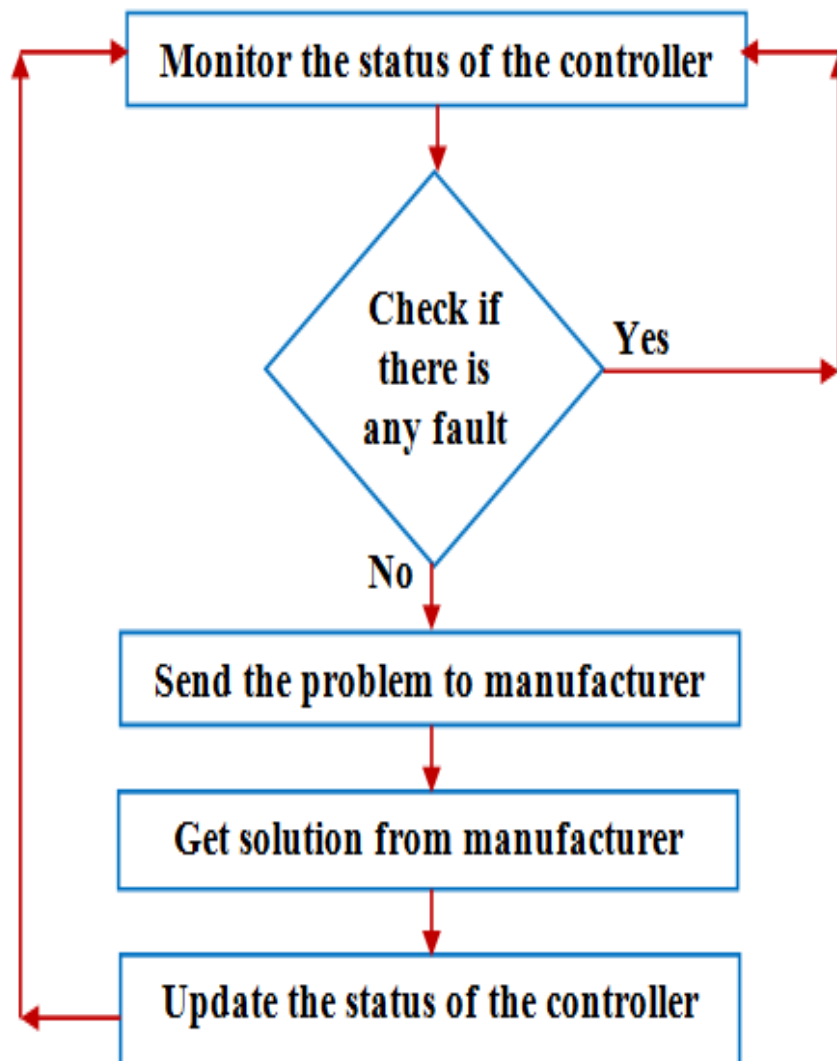 Monitor the status of the controller
Check if
there is
any fault
Yes
No
Send the problem to manufacturer
Get solution from manufacturer
Update the status of the controller